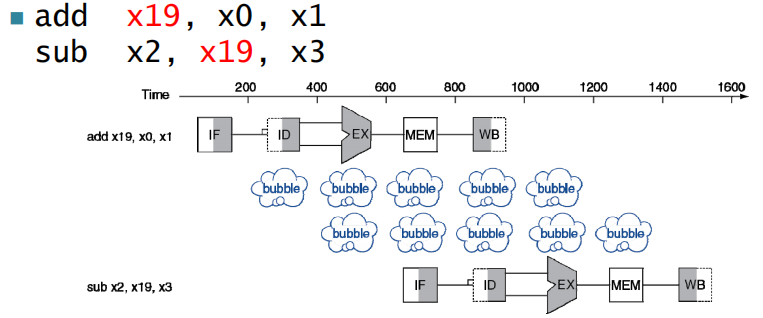 add x19, x0, x1
sub x2, x19, x3
Time 200 400 600 800 1000 1200 1400 1600
add x19, x0, x1 IF ID EX MEM WB
bubble bubble bubble bubble bubble
bubble bubble bubble bubble bubble
sub x2, x19, x3 IF ID EX MEM WB